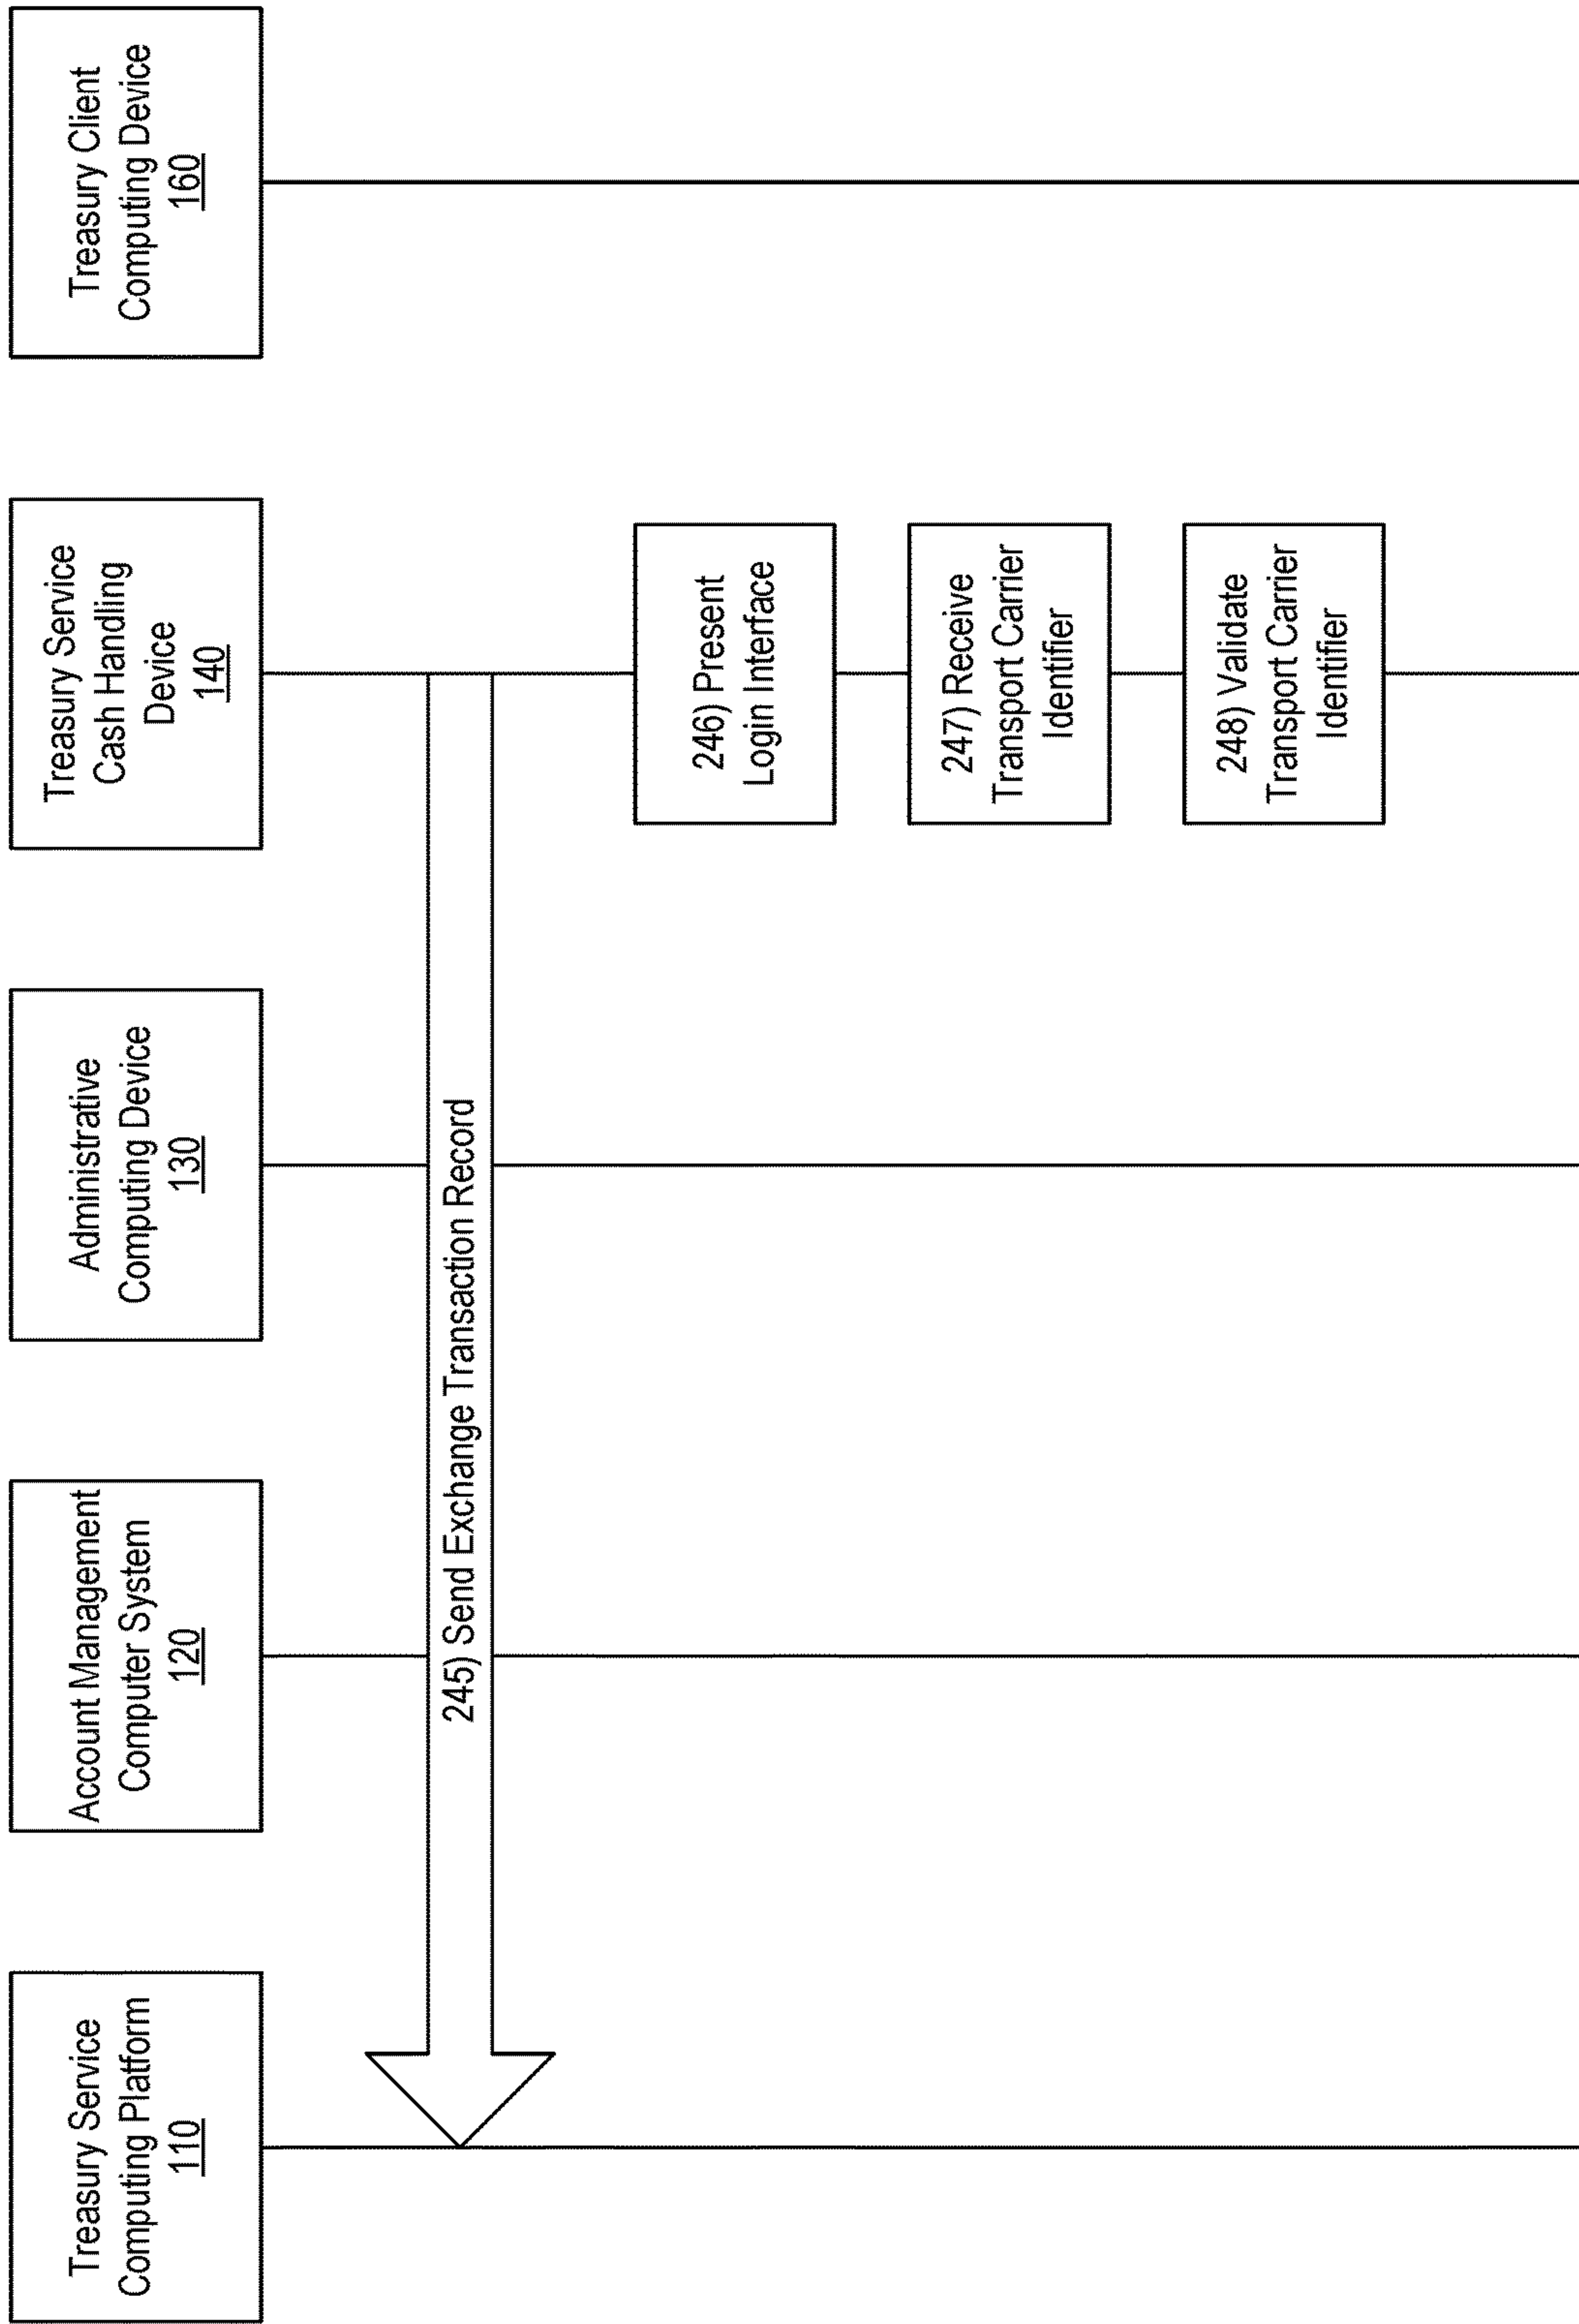 Treasury Service
Computing Platform
110
Account Management
Computer System
120
Administrative
Computing Device
130
Treasury Service
Cash Handling
Device
140
Treasury Client
Computing Device
160
245) Send Exchange Transaction Record
246) Present
Login Interface
247) Receive
Transport Carrier
Identifier
248) Validate
Transport Carrier
Identifier